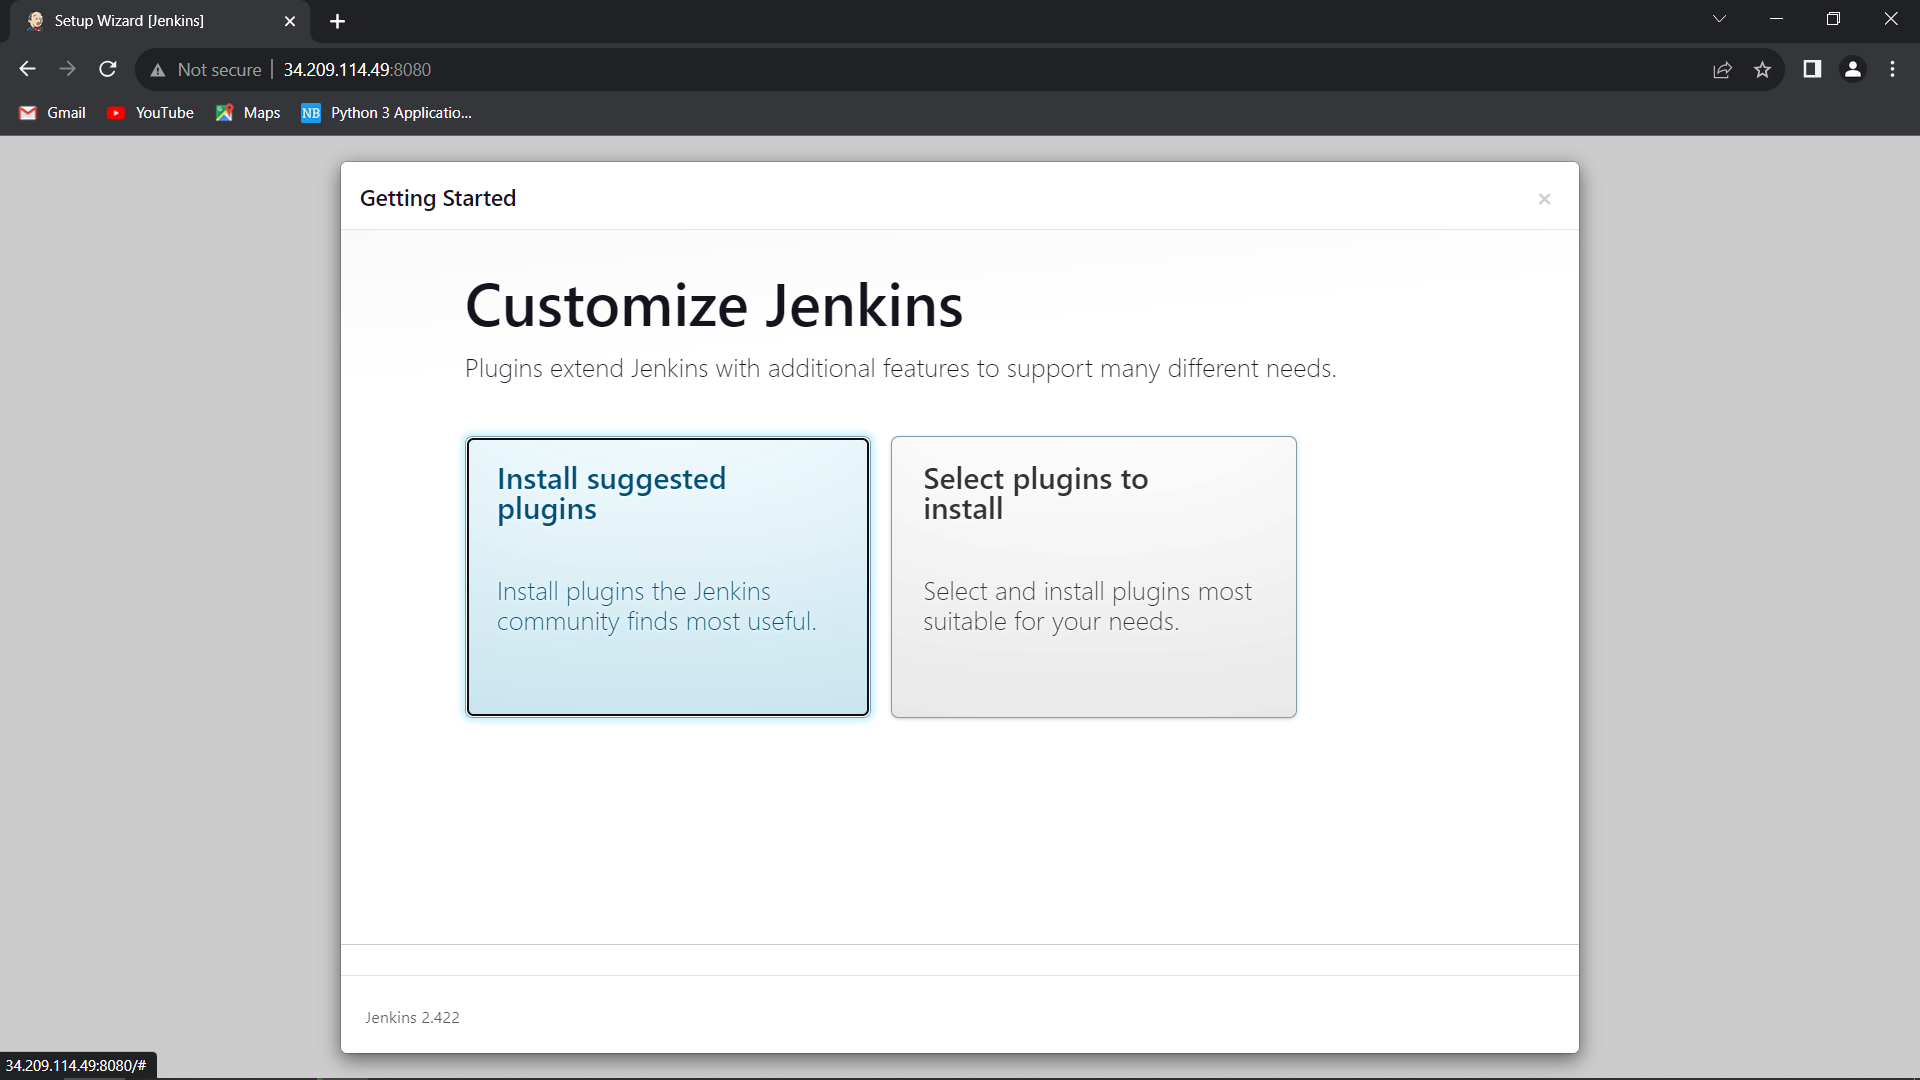 Setup Wizard [Jenkins]
Not secure
34.209.114.49:8080
Gmail
YouTube
Maps
NB
Python 3 Applicatio...
Getting Started
Customize Jenkins
Plugins extend Jenkins with additional features to support many different needs.
Install suggested
plugins
Install plugins the Jenkins
community finds most useful.
Select plugins to
install
Select and install plugins most
suitable for your needs.
Jenkins 2.422
34.209.114.49:8080/#